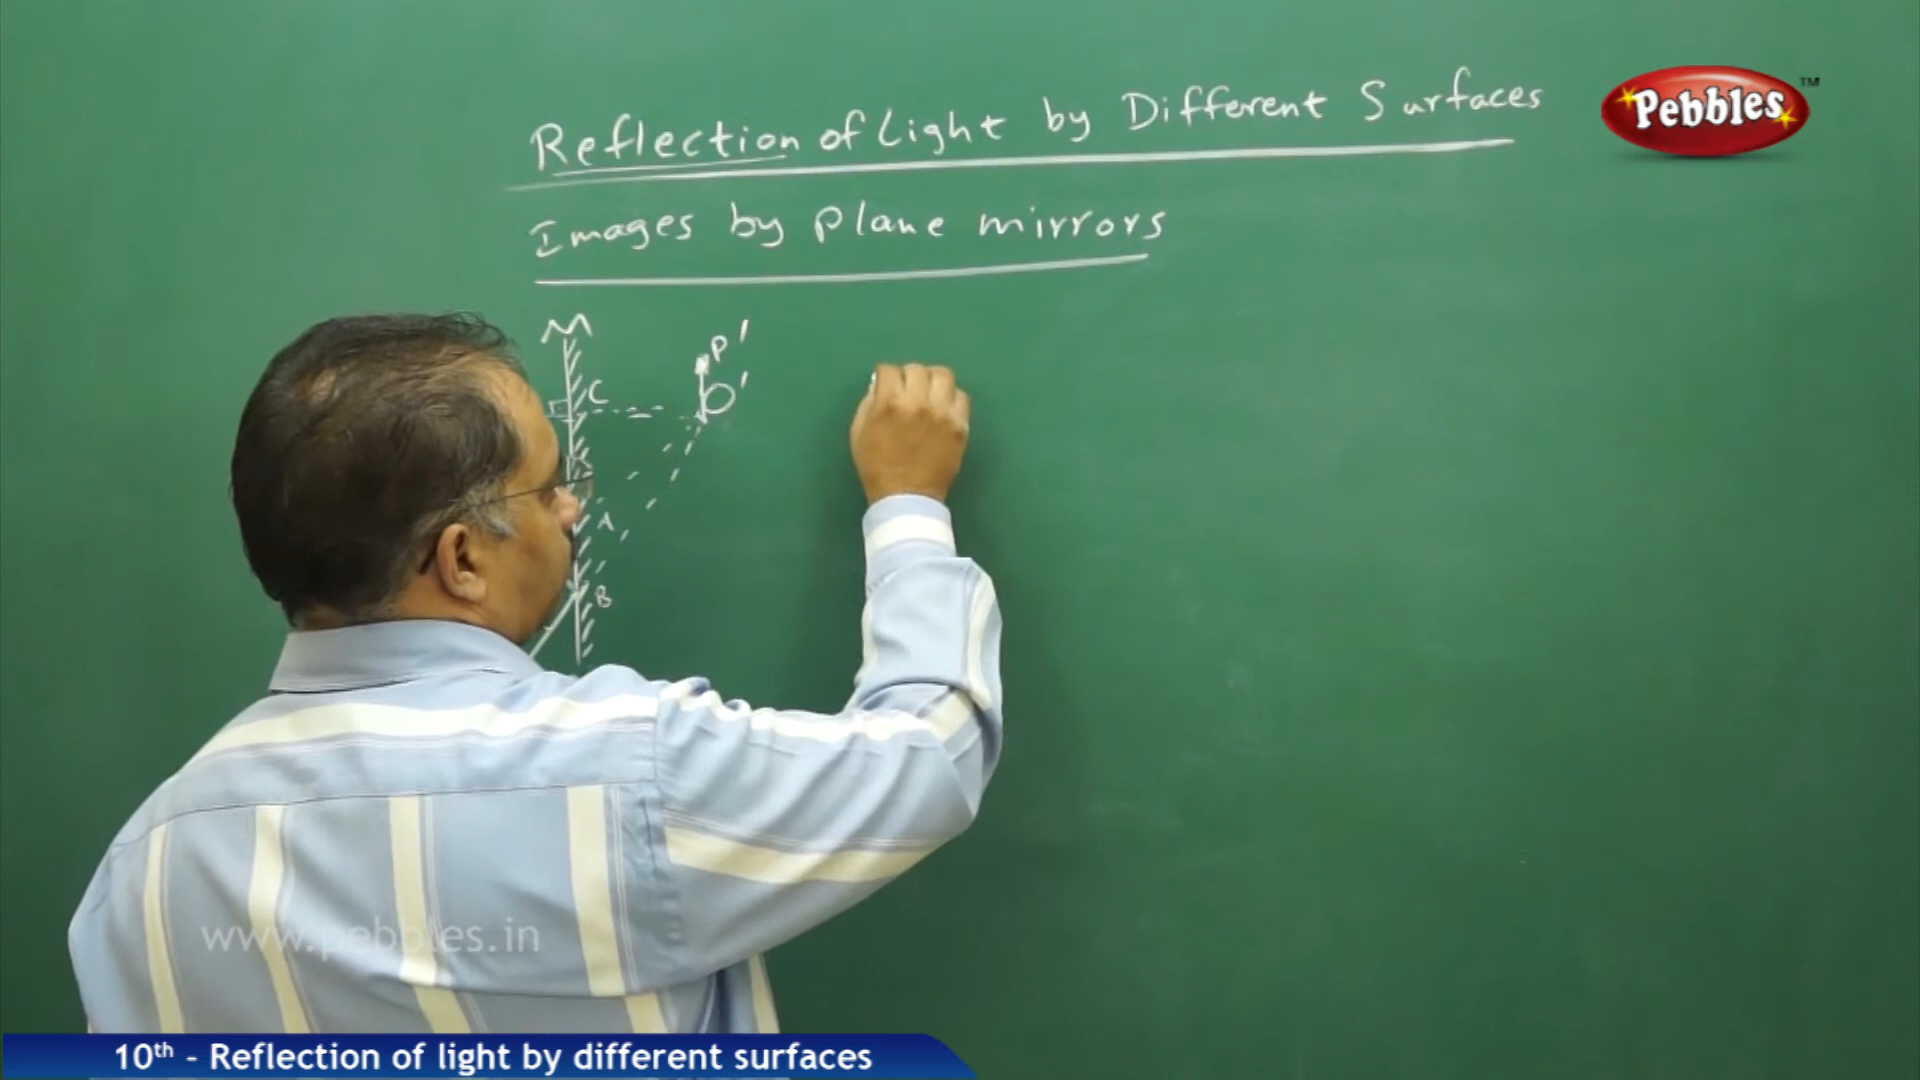 Reflection of Light by Different Surfaces
Pebbles™
Images by plane mirrors
M
P'
C
O'
A
B
www.pebbles.in
10th - Reflection of light by different surfaces